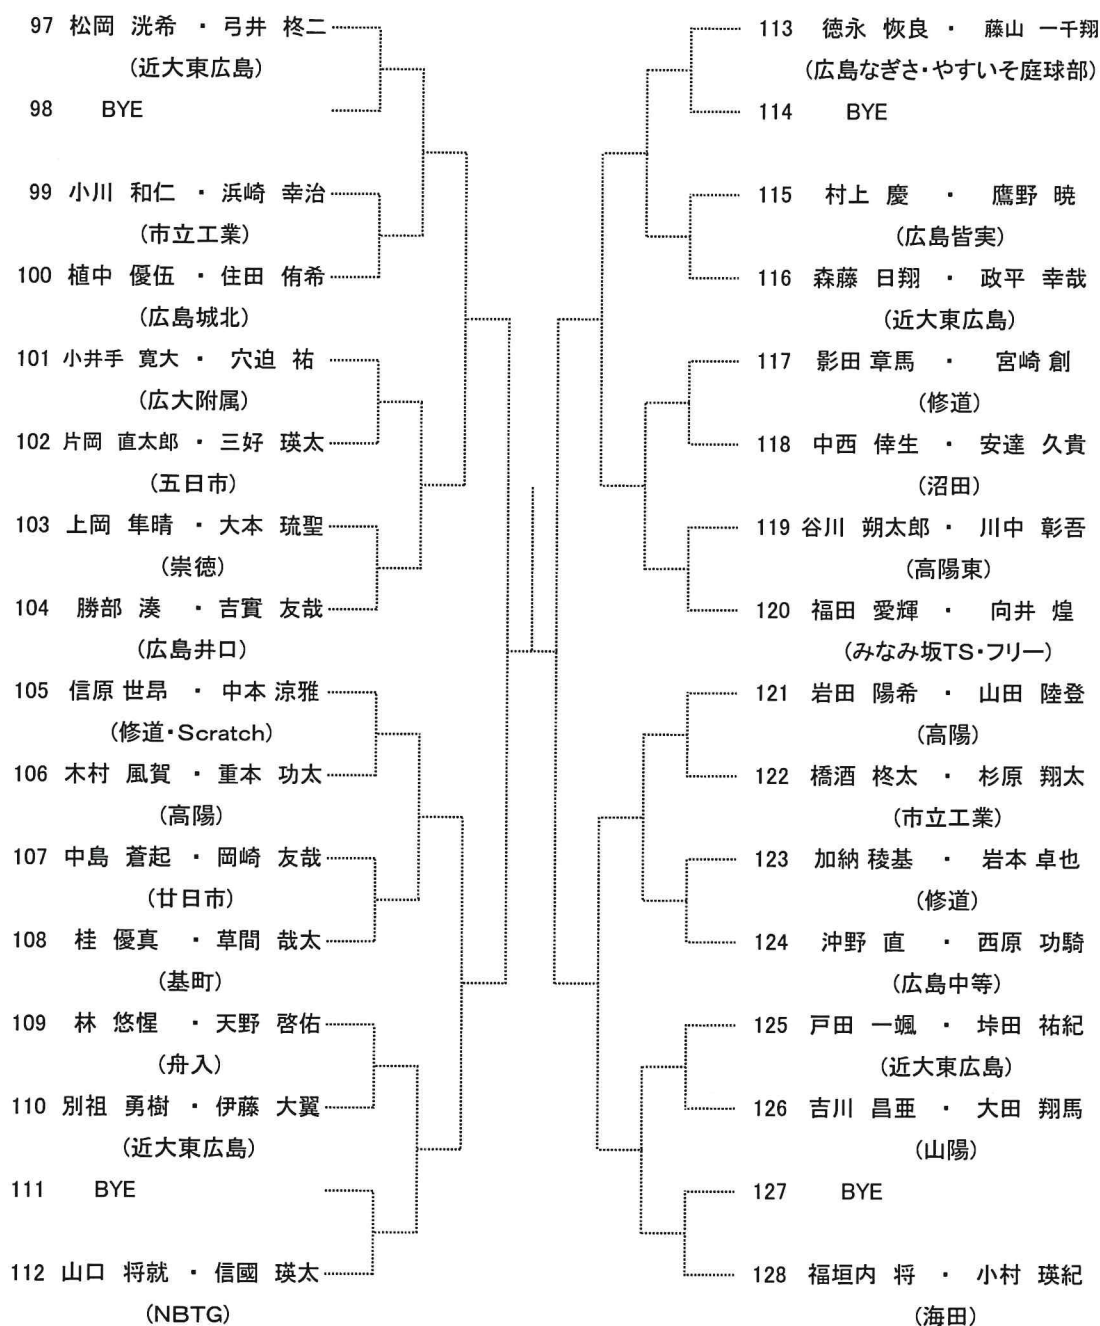 97 松岡 洸希 ・ 弓井 柊二
(近大東広島)
98 BYE
99 小川 和仁 ・ 浜崎 幸治
(市立工業)
100 植中 優伍 ・ 住田 侑希
(広島城北)
101 小井手 寛大 ・ 穴迫 祐
(広大附属)
102 片岡 直太郎 ・ 三好 瑛太
(五日市)
103 上岡 隼晴 ・ 大本 琉聖
(崇徳)
104 勝部 湊 ・ 吉實 友哉
(広島井口)
105 信原 世昂 ・ 中本 涼雅
(修道・Scratch)
106 木村 風賀 ・ 重本 功太
(高陽)
107 中島 蒼起 ・ 岡崎 友哉
(廿日市)
108 桂 優真 ・ 草間 哉太
(基町)
109 林 悠惺 ・ 天野 啓佑
(舟入)
110 別祖 勇樹 ・ 伊藤 大翼
(近大東広島)
111 BYE
112 山口 将就 ・ 信國 瑛太
(NBTG)
113 徳永 恢良 ・ 藤山 一千翔
(広島なぎさ・やすいそ庭球部)
114 BYE
115 村上 慶 ・ 鷹野 暁
(広島皆実)
116 森藤 日翔 ・ 政平 幸哉
(近大東広島)
117 影田 章馬 ・ 宮崎 創
(修道)
118 中西 倖生 ・ 安達 久貴
(沼田)
119 谷川 朔太郎 ・ 川中 彰吾
(高陽東)
120 福田 愛輝 ・ 向井 煌
(みなみ坂TS・フリー)
121 岩田 陽希 ・ 山田 陸登
(高陽)
122 橋酒 柊太 ・ 杉原 翔太
(市立工業)
123 加納 稜基 ・ 岩本 卓也
(修道)
124 沖野 直 ・ 西原 功騎
(広島中等)
125 戸田 一颯 ・ 垰田 祐紀
(近大東広島)
126 吉川 昌亜 ・ 大田 翔馬
(山陽)
127 BYE
128 福垣内 将 ・ 小村 瑛紀
(海田)